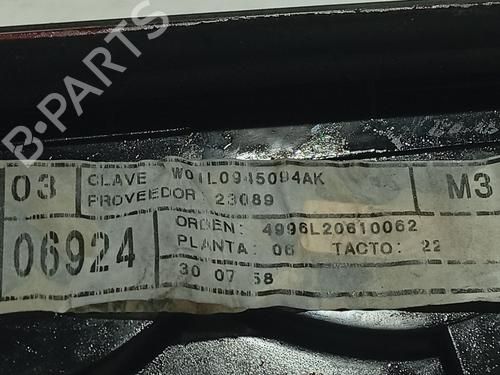 B-PARTS
03 CLAVE W01L0945094AK M3
PROVEEDOR: 23089
06924 ORDEN: 4996L20610062
PLANTA: 06 TACTO: 22
30 07 58